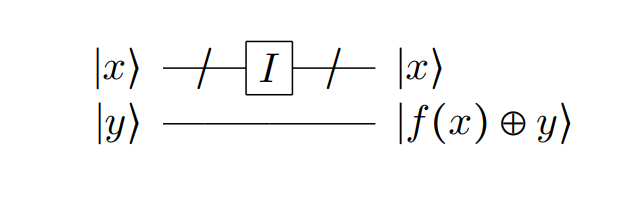 |x⟩ I |x⟩
|y⟩ |f(x) ⊕ y⟩